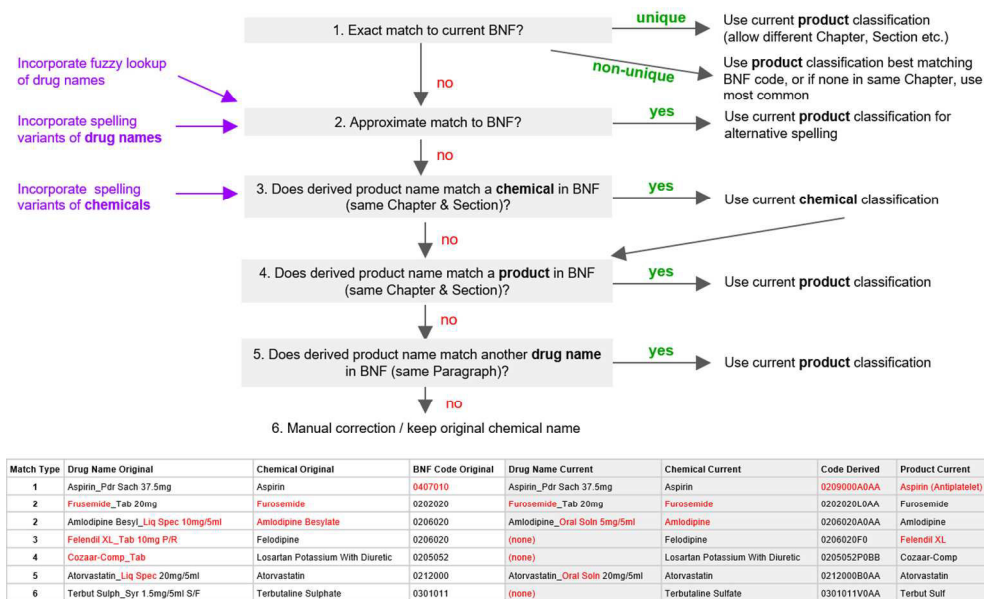 1. Exact match to current BNF?
unique
Use current product classification
(allow different Chapter, Section etc.)
non-unique
Use product classification best matching
BNF code, or if none in same Chapter, use
most common
no
Incorporate fuzzy lookup
of drug names
Incorporate spelling
variants of drug names
2. Approximate match to BNF?
yes
Use current product classification for
alternative spelling
no
Incorporate spelling
variants of chemicals
3. Does derived product name match a chemical in BNF
(same Chapter & Section)?
yes
Use current chemical classification
no
4. Does derived product name match a product in BNF
(same Chapter & Section)?
yes
Use current product classification
no
5. Does derived product name match another drug name
in BNF (same Paragraph)?
yes
Use current product classification
no
6. Manual correction / keep original chemical name
Match Type Drug Name Original Chemical Original BNF Code Original Drug Name Current Chemical Current Code Derived Product Current
1 Aspirin_Pdr Sach 37.5mg Aspirin 0407010 Aspirin_Pdr Sach 37.5mg Aspirin 0209000A0AA Aspirin (Antiplatelet)
2 Frusemide_Tab 20mg Furosemide 0202020 Furosemide_Tab 20mg Furosemide 0202020L0AA Furosemide
2 Amlodipine Besyl_Liq Spec 10mg/5ml Amlodipine Besylate 0206020 Amlodipine_Oral Soln 5mg/5ml Amlodipine 0206020A0AA Amlodipine
3 Felendil XL_Tab 10mg P/R Felodipine 0206020 (none) Felodipine 0206020F0 Felendil XL
4 Cozaar-Comp_Tab Losartan Potassium With Diuretic 0205052 (none) Losartan Potassium With Diuretic 0205052P0BB Cozaar-Comp
5 Atorvastatin_Liq Spec 20mg/5ml Atorvastatin 0212000 Atorvastatin_Oral Soln 20mg/5ml Atorvastatin 0212000B0AA Atorvastatin
6 Terbut Sulph_Syr 1.5mg/5ml S/F Terbutaline Sulphate 0301011 (none) Terbutaline Sulfate 0301011V0AA Terbut Sulf